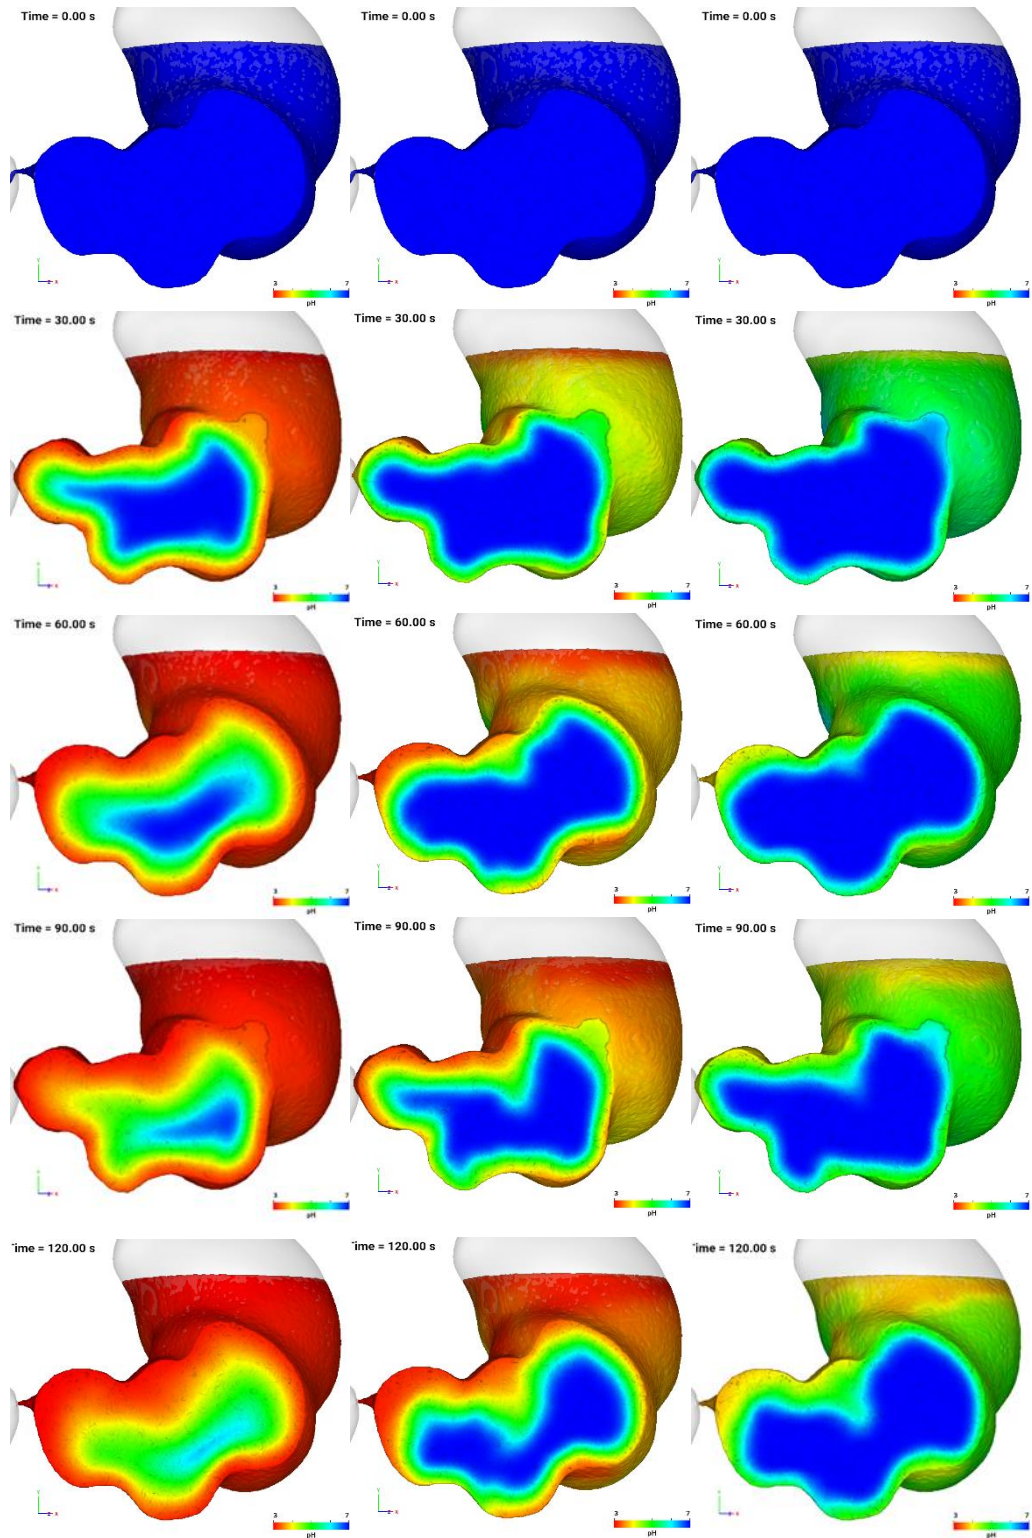 Time = 0.00 s Time = 0.00 s Time = 0.00 s
Y Y Y
z x z x z x
3 7 3 7 3 7
pH pH pH
Time = 30.00 s Time = 30.00 s Time = 30.00 s
Y Y Y
z x z x z x
3 7 3 7 3 7
pH pH pH
Time = 60.00 s Time = 60.00 s Time = 60.00 s
Y Y Y
z x z x z x
3 7 3 7 3 7
pH pH pH
Time = 90.00 s Time = 90.00 s Time = 90.00 s
Y Y Y
z x z x z x
3 7 3 7 3 7
pH pH pH
ime = 120.00 s ime = 120.00 s ime = 120.00 s
Y Y Y
z x z x z x
3 7 3 7 3 7
pH pH pH